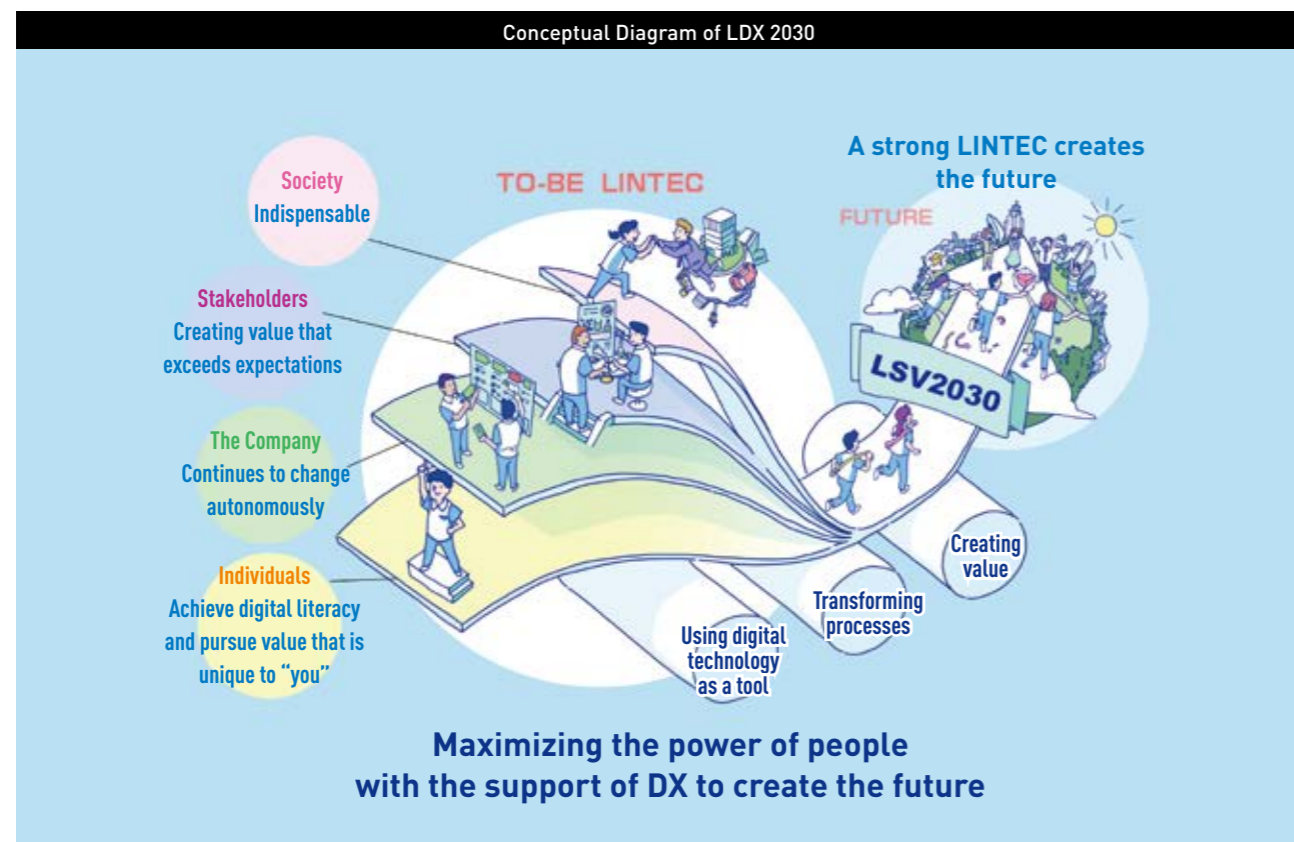 Conceptual Diagram of LDX 2030
A strong LINTEC creates
the future
Society
Indispensable
TO-BE LINTEC
FUTURE
Stakeholders
Creating value that
exceeds expectations
LSV2030
The Company
Continues to change
autonomously
Individuals
Achieve digital literacy
and pursue value that is
unique to “you”
Creating
value
Transforming
processes
Using digital
technology
as a tool
Maximizing the power of people
with the support of DX to create the future